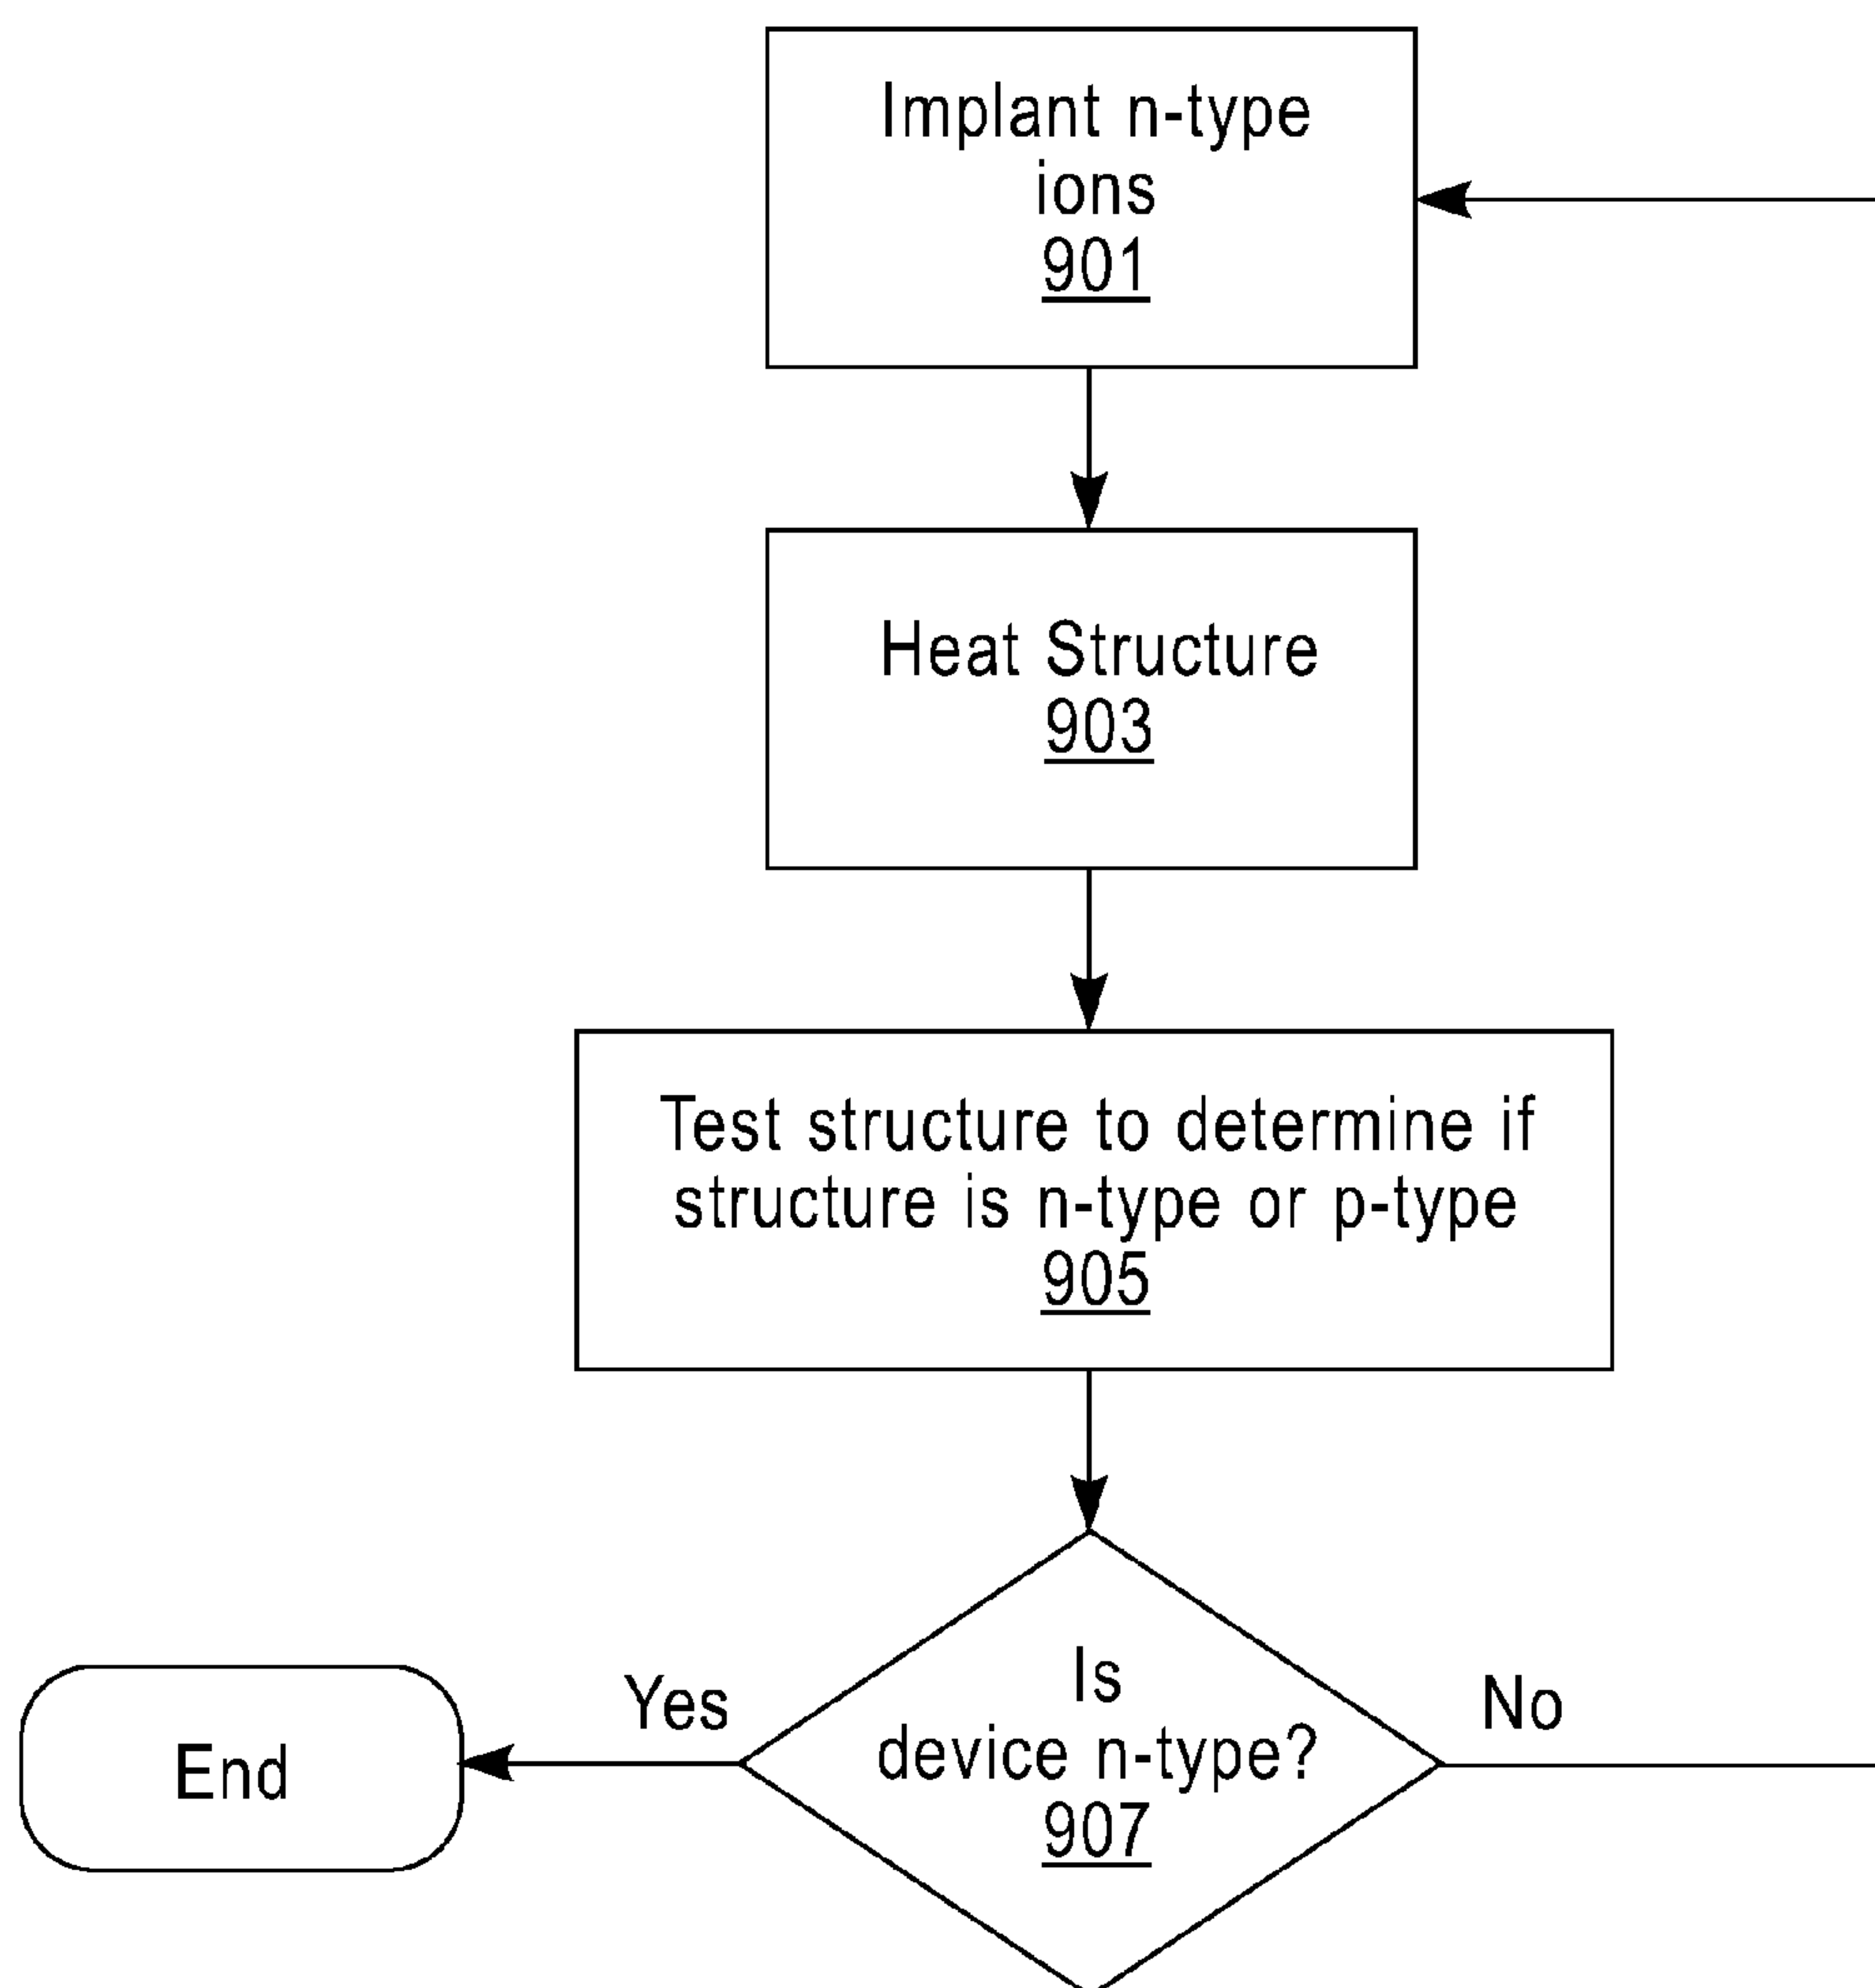 Implant n-type
ions
901
Heat Structure
903
Test structure to determine if
structure is n-type or p-type
905
Is
device n-type?
907
Yes
No
End